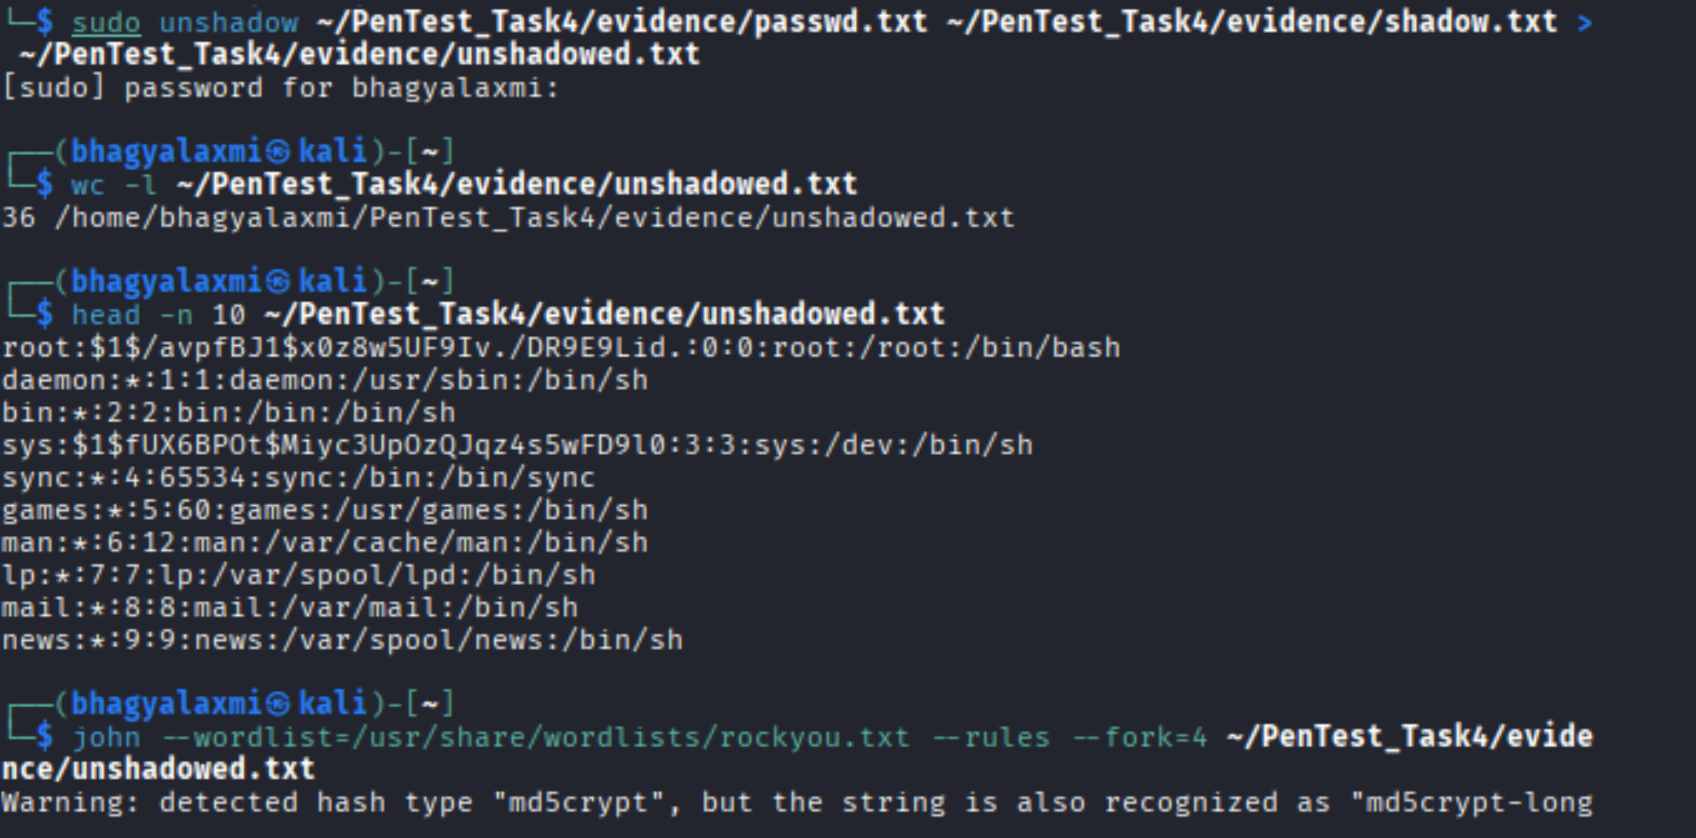 └─$ sudo unshadow ~/PenTest_Task4/evidence/passwd.txt ~/PenTest_Task4/evidence/shadow.txt >
 ~/PenTest_Task4/evidence/unshadowed.txt
[sudo] password for bhagyalaxmi:
┌──(bhagyalaxmi㉿kali)-[~]
└─$ wc -l ~/PenTest_Task4/evidence/unshadowed.txt
36 /home/bhagyalaxmi/PenTest_Task4/evidence/unshadowed.txt
┌──(bhagyalaxmi㉿kali)-[~]
└─$ head -n 10 ~/PenTest_Task4/evidence/unshadowed.txt
root:$1$/avpfBJ1$x0z8w5UF9Iv./DR9E9Lid.:0:0:root:/root:/bin/bash
daemon:*:1:1:daemon:/usr/sbin:/bin/sh
bin:*:2:2:bin:/bin:/bin/sh
sys:$1$fUX6BPOt$Miyc3UpOzQJqz4s5wFD9l0:3:3:sys:/dev:/bin/sh
sync:*:4:65534:sync:/bin:/bin/sync
games:*:5:60:games:/usr/games:/bin/sh
man:*:6:12:man:/var/cache/man:/bin/sh
lp:*:7:7:lp:/var/spool/lpd:/bin/sh
mail:*:8:8:mail:/var/mail:/bin/sh
news:*:9:9:news:/var/spool/news:/bin/sh
┌──(bhagyalaxmi㉿kali)-[~]
└─$ john --wordlist=/usr/share/wordlists/rockyou.txt --rules --fork=4 ~/PenTest_Task4/evide
nce/unshadowed.txt
Warning: detected hash type "md5crypt", but the string is also recognized as "md5crypt-long